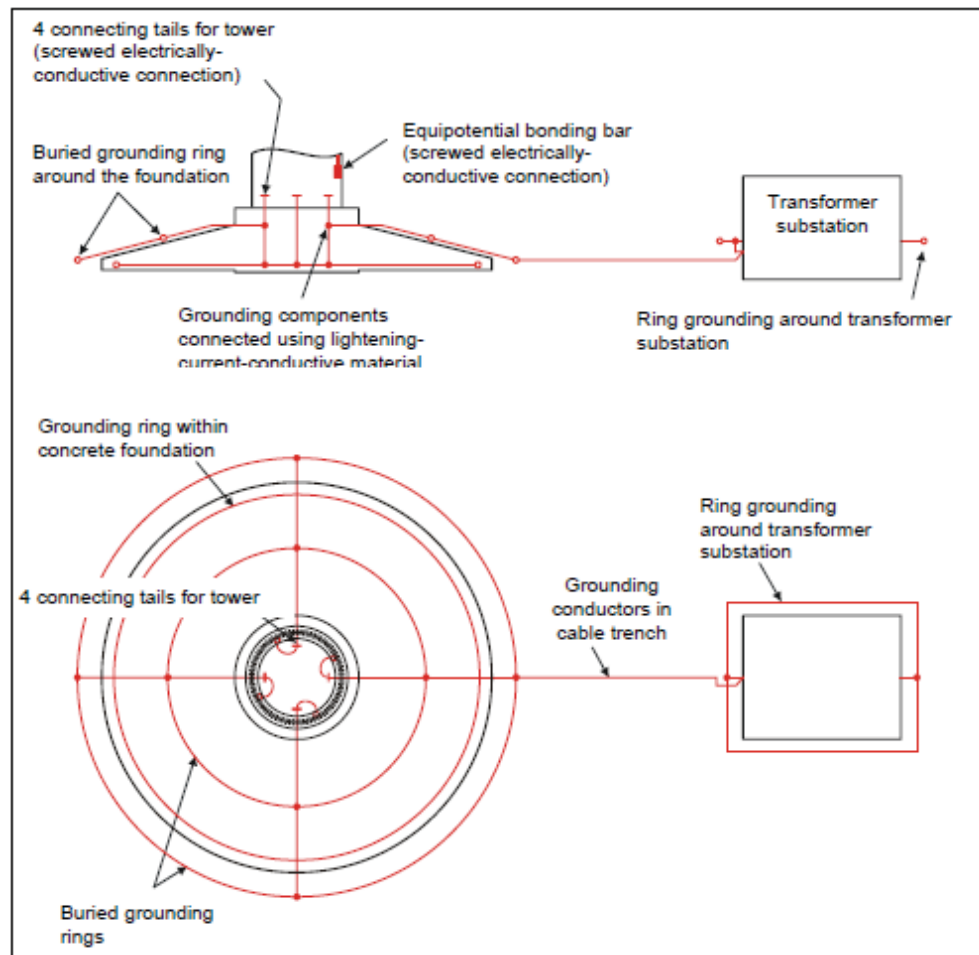 4 connecting tails for tower
(screwed electrically-
conductive connection)
Equipotential bonding bar
(screwed electrically-
conductive connection)
Buried grounding ring
around the foundation
Transformer
substation
Grounding components
connected using lightening-
current-conductive material
Ring grounding around transformer
substation
Grounding ring within
concrete foundation
Ring grounding
around transformer
substation
4 connecting tails for tower
Grounding
conductors in
cable trench
Buried grounding
rings